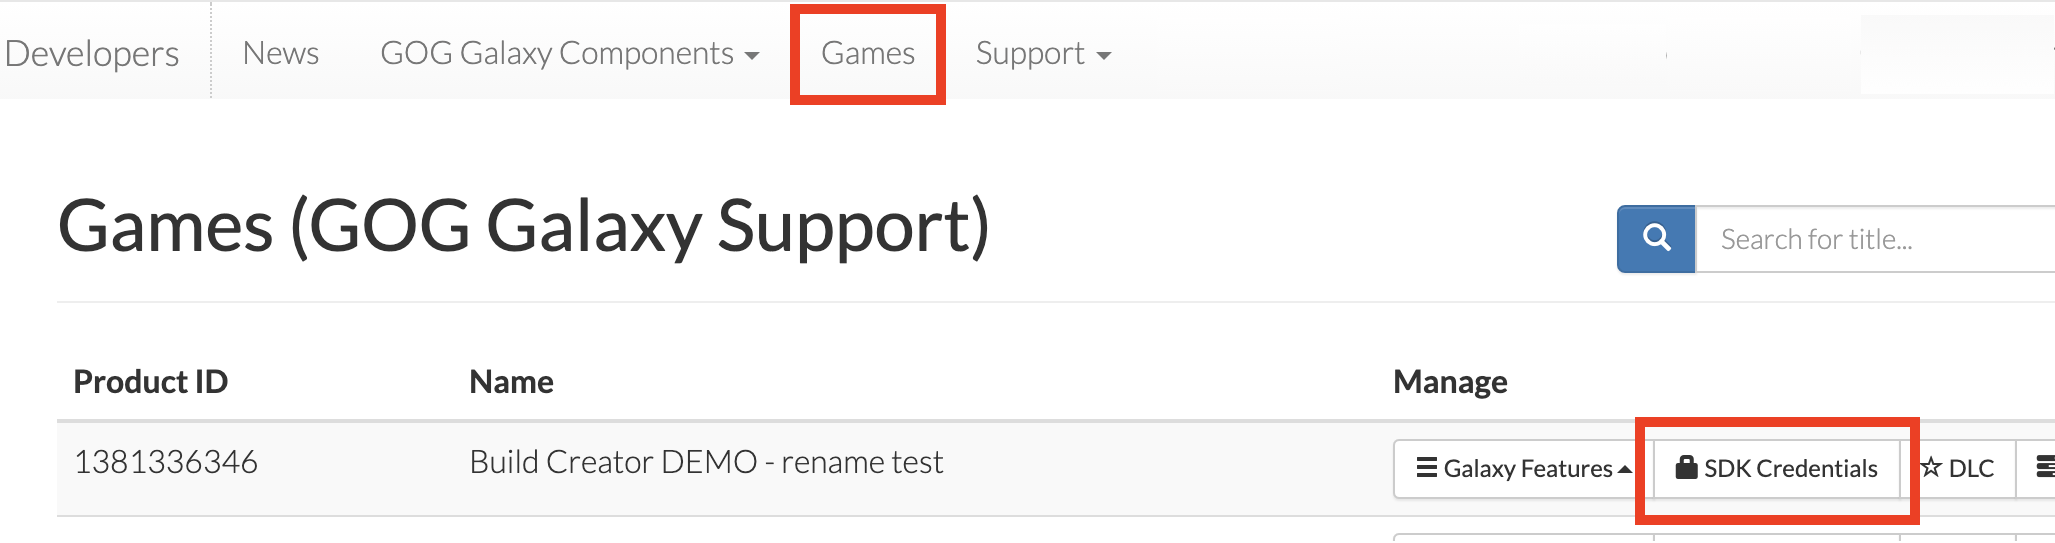 Developers News GOG Galaxy Components Games Support
Games (GOG Galaxy Support)
Search for title...
Product ID Name Manage
1381336346 Build Creator DEMO - rename test Galaxy Features SDK Credentials DLC